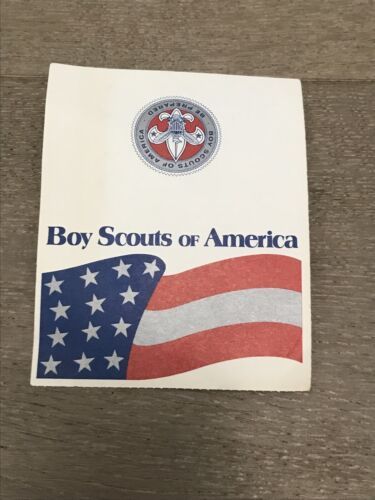 BOY SCOUTS OF AMERICA
BE PREPARED
Boy Scouts of America